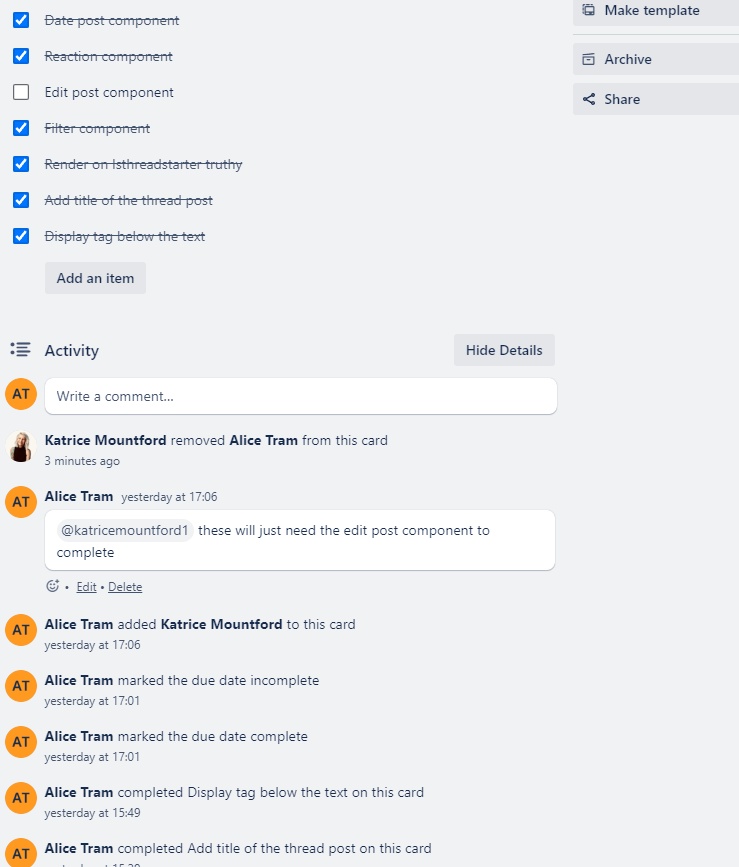 Date post component
Reaction component
Edit post component
Filter component
Render on Isthreadstarter truthy
Add title of the thread post
Display tag below the text
Add an item
Make template
Archive
Share
Activity
Hide Details
AT
Write a comment...
Katrice Mountford removed Alice Tram from this card
3 minutes ago
AT
Alice Tram yesterday at 17:06
@katricemountford1 these will just need the edit post component to
complete
• Edit • Delete
AT
Alice Tram added Katrice Mountford to this card
yesterday at 17:06
AT
Alice Tram marked the due date incomplete
yesterday at 17:01
AT
Alice Tram marked the due date complete
yesterday at 17:01
AT
Alice Tram completed Display tag below the text on this card
yesterday at 15:49
AT
Alice Tram completed Add title of the thread post on this card